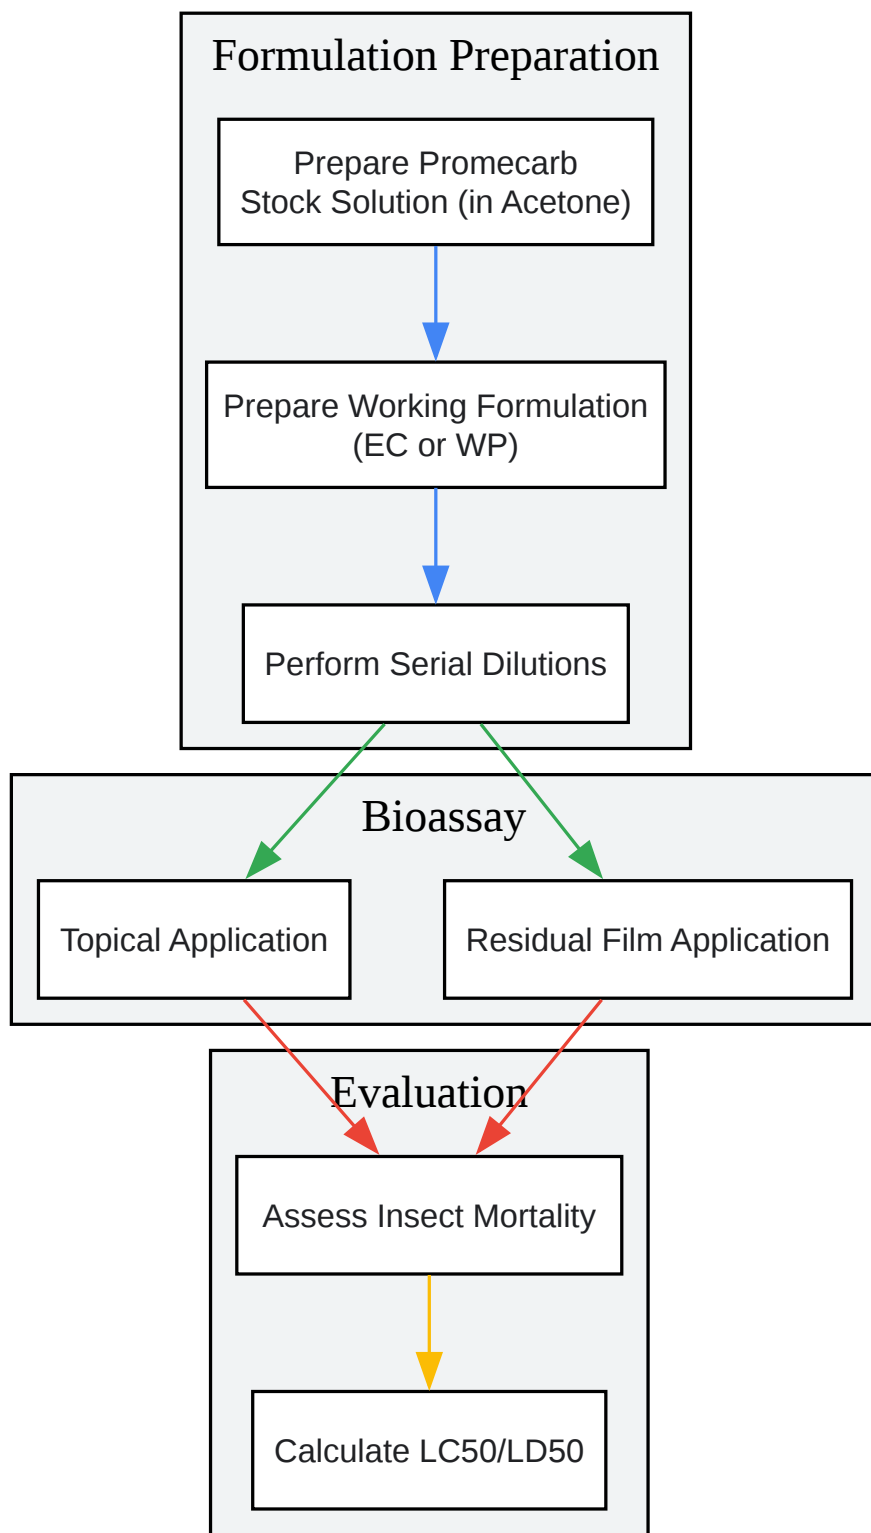 Formulation Preparation
Prepare Promecarb
Stock Solution (in Acetone)
Prepare Working Formulation
(EC or WP)
Perform Serial Dilutions
Bioassay
Topical Application
Residual Film Application
Evaluation
Assess Insect Mortality
Calculate LC50/LD50